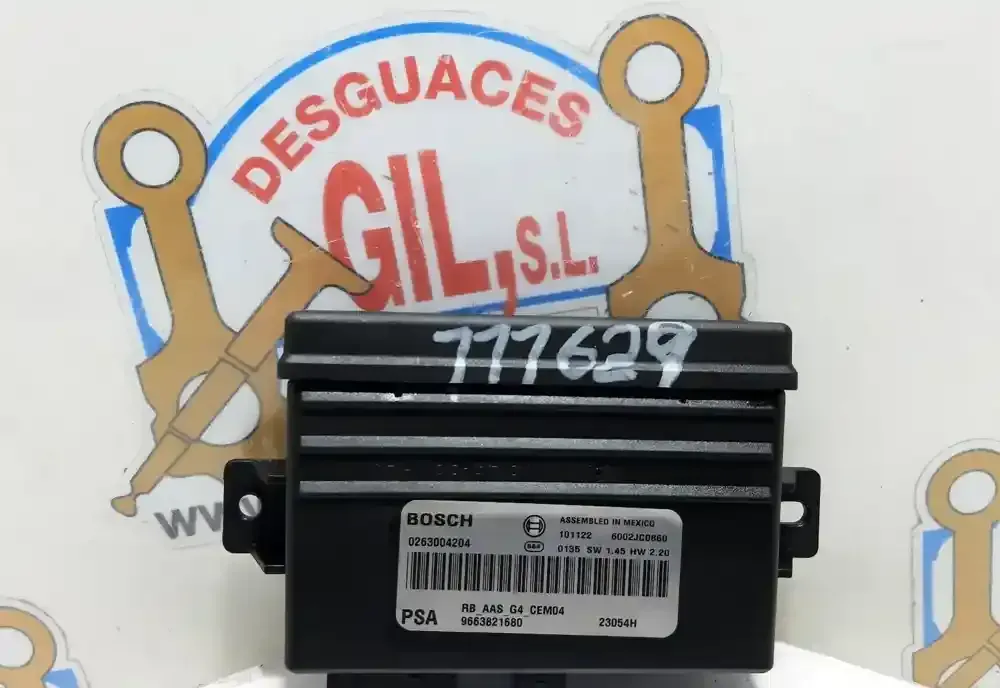 DESGUACES
GIL, S.L.
777629
BOSCH
ASSEMBLED IN MEXICO
101122 6002JC0860
0263004204
0135 SW 1.45 HW 2.20
RB_AAS_G4_CEM04
PSA
9663821680 23054H